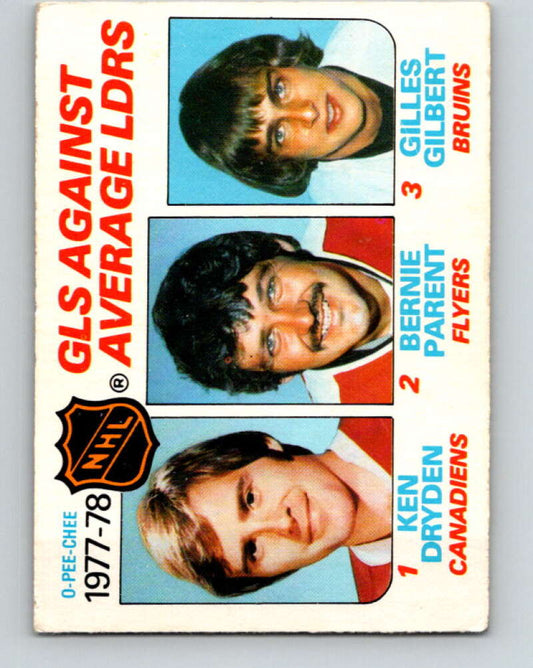 O-PEE-CHEE
1977-78
NHL
®
GLS AGAINST
AVERAGE LDRS
1
KEN
DRYDEN
CANADIENS
2
BERNIE
PARENT
FLYERS
3
GILLES
GILBERT
BRUINS